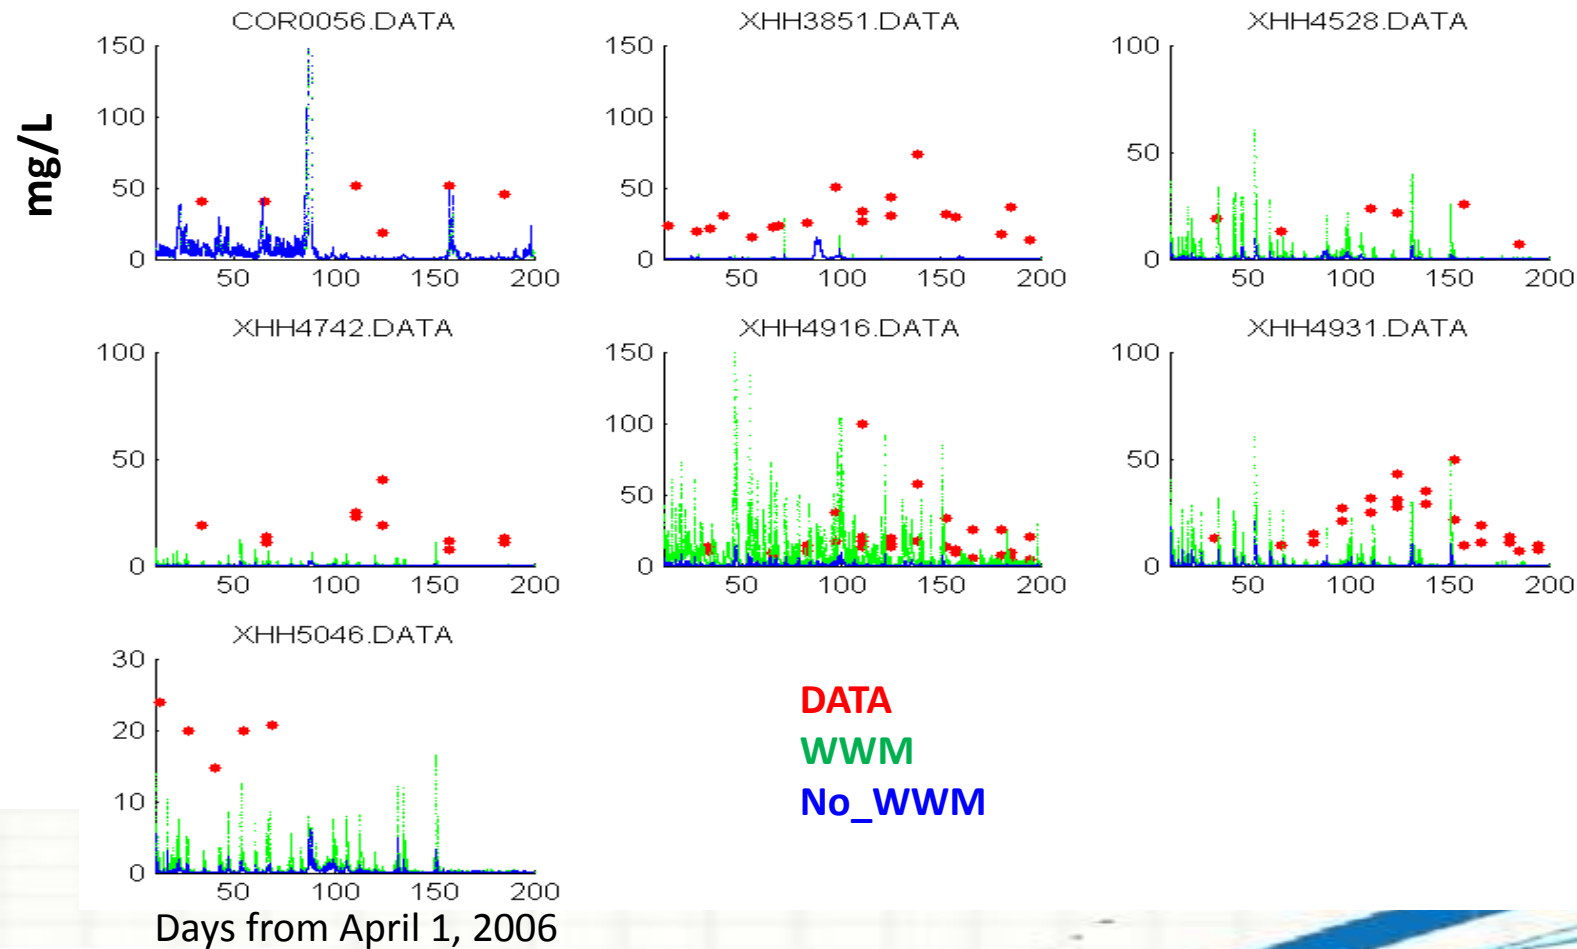 COR0056.DATA
XHH3851.DATA
XHH4528.DATA
mg/L
150
100
50
0
50 100 150 200
150
100
50
0
50 100 150 200
100
50
0
50 100 150 200
XHH4742.DATA
XHH4916.DATA
XHH4931.DATA
100
50
0
50 100 150 200
150
100
50
0
50 100 150 200
100
50
0
50 100 150 200
XHH5046.DATA
30
20
10
0
50 100 150 200
DATA
WWM
No_WWM
Days from April 1, 2006